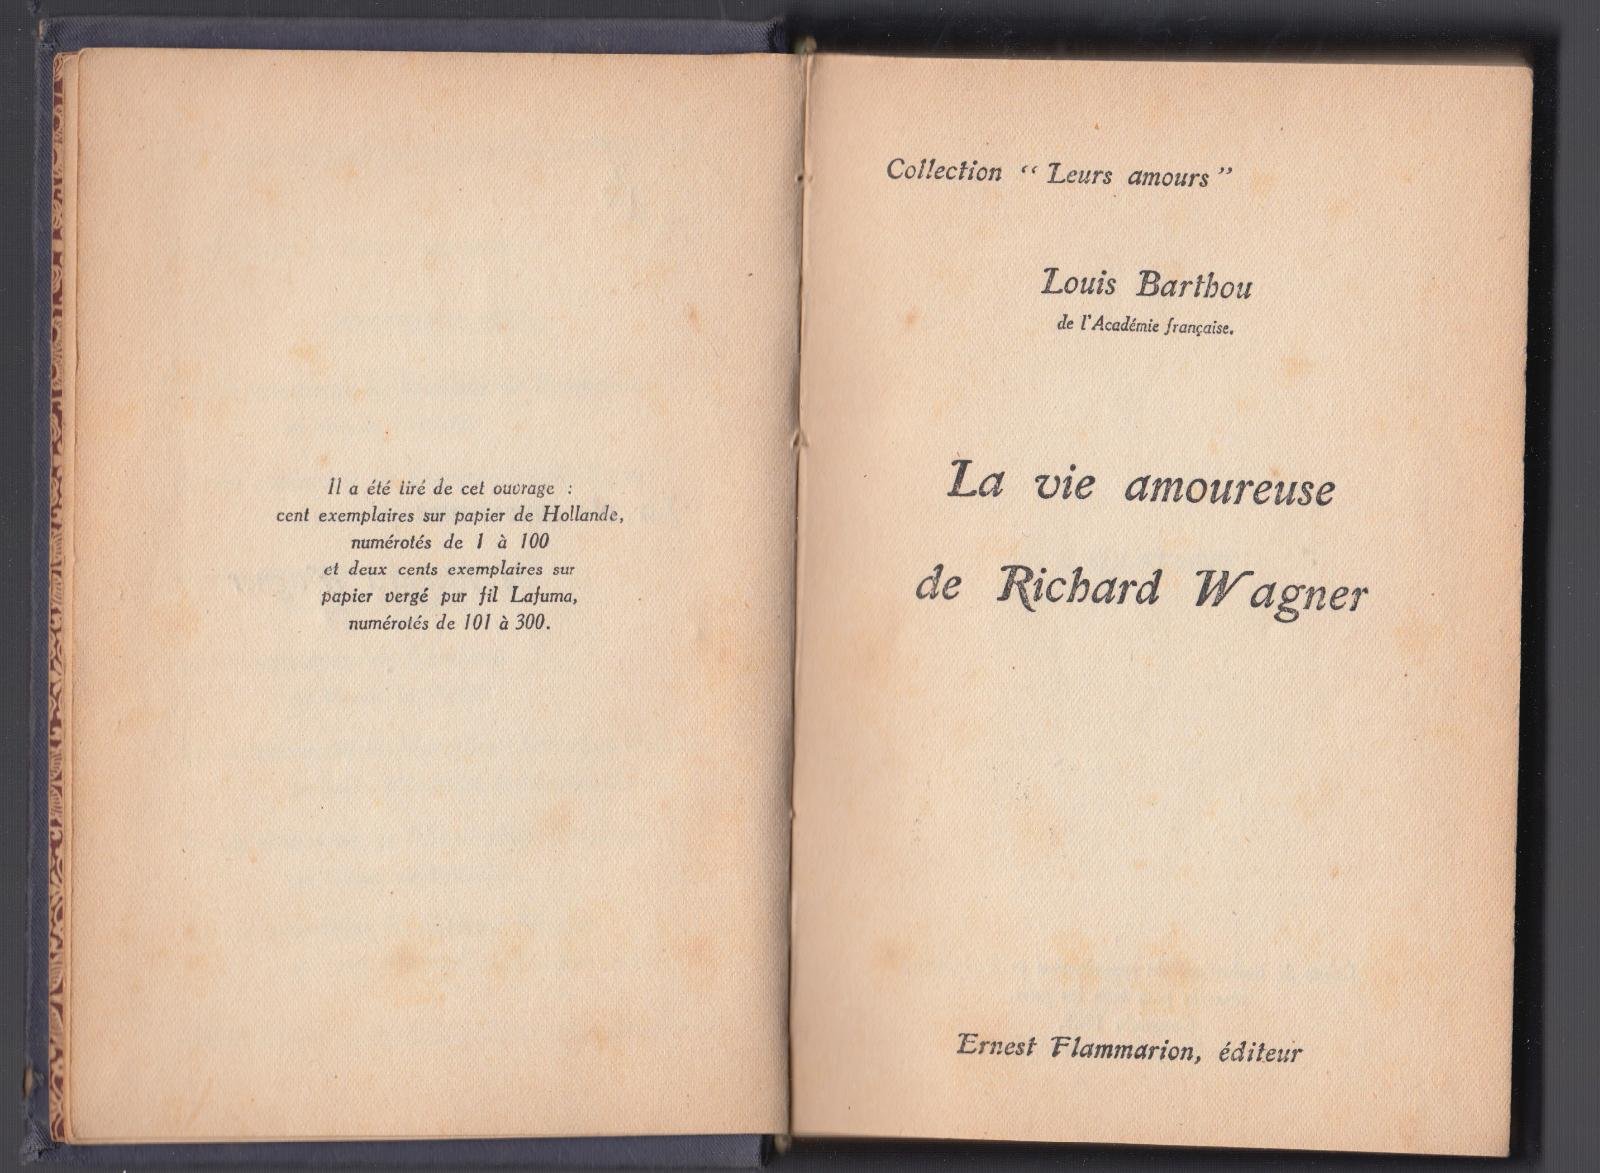 Il a été tiré de cet ouvrage :
cent exemplaires sur papier de Hollande,
numérotés de 1 à 100
et deux cents exemplaires sur
papier vergé pur fil Lafuma,
numérotés de 101 à 300.
Collection “ Leurs amours ”
Louis Barthou
de l'Académie française.
La vie amoureuse
de Richard Wagner
Ernest Flammarion, éditeur